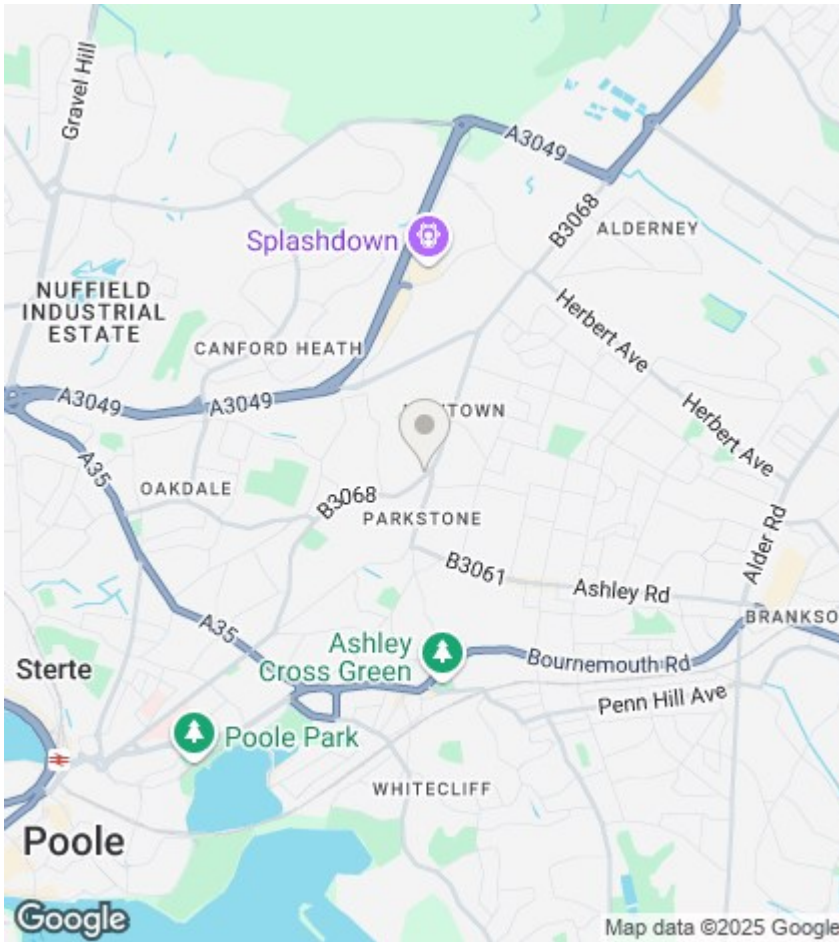 Gravel Hill
A3049
B3068
ALDERNEY
Splashdown
NUFFIELD
INDUSTRIAL
ESTATE
Herbert Ave
CANFORD HEATH
A3049
A3049
Herbert Ave
A35
OAKDALE
B3068
PARKSTONE
Alder Rd
B3061
Ashley Rd
A35
Ashley
Cross Green
BRANKSO
Sterte
Bournemouth Rd
Penn Hill Ave
Poole Park
WHITECLIFF
Poole
Google
Map data ©2025 Google